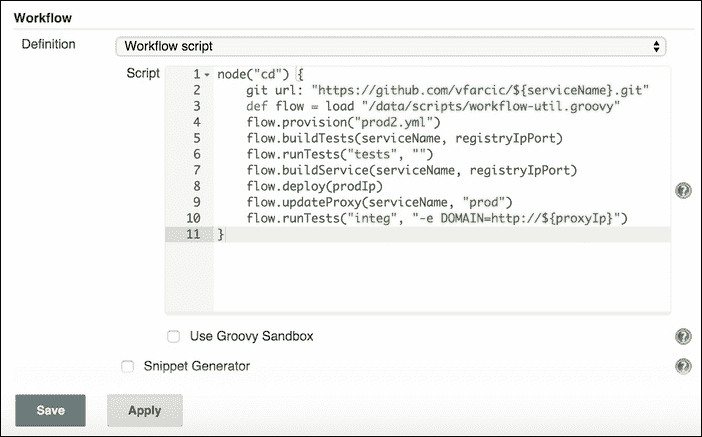 Workflow
Definition
Workflow script
Script
1 node("cd") {
2 git url: "https://github.com/vfarcic/${serviceName}.git"
3 def flow = load "/data/scripts/workflow-util.groovy"
4 flow.provision("prod2.yml")
5 flow.buildTests(serviceName, registryIpPort)
6 flow.runTests("tests", "")
7 flow.buildService(serviceName, registryIpPort)
8 flow.deploy(prodIp)
9 flow.updateProxy(serviceName, "prod")
10 flow.runTests("integ", "-e DOMAIN=http://${proxyIp}")
11 }
?
Use Groovy Sandbox ?
Snippet Generator ?
Save Apply